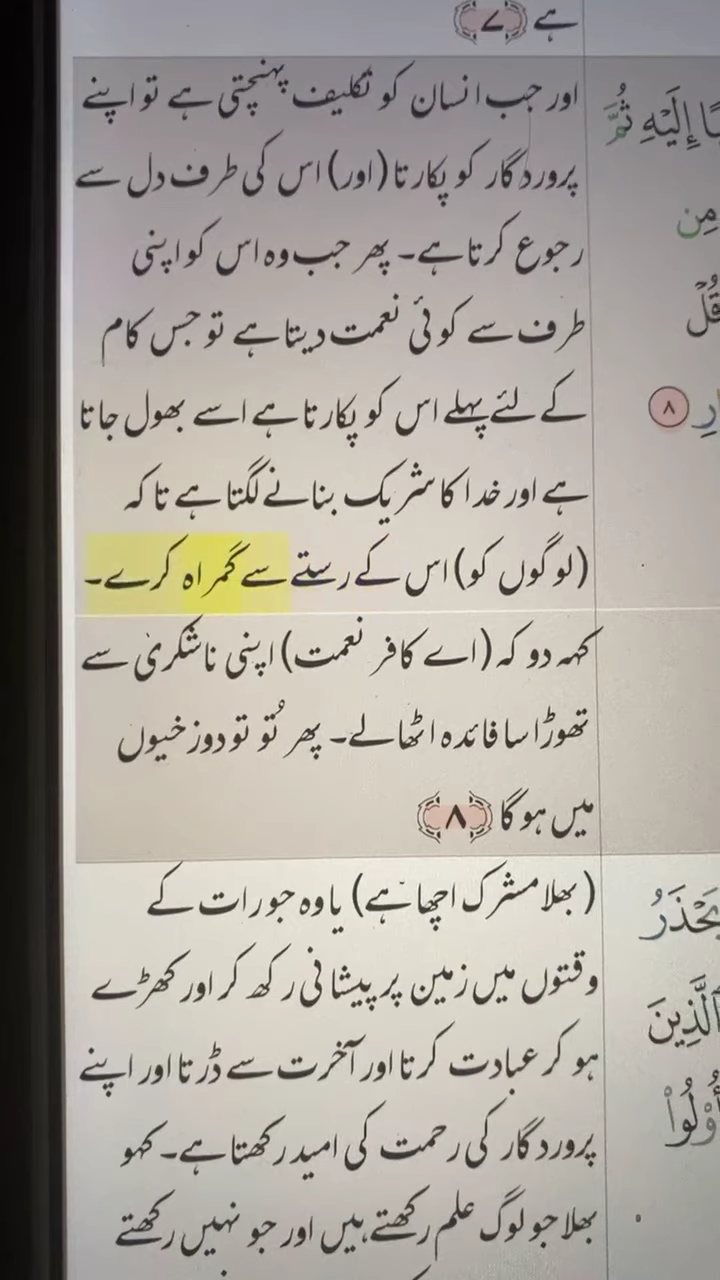 ہے ﴿۷﴾
اور جب انسان کو تکلیف پہنچتی ہے تو اپنے
پروردگار کو پکارتا (اور) اس کی طرف دل سے
رجوع کرتا ہے۔ پھر جب وہ اس کو اپنی
طرف سے کوئی نعمت دیتا ہے تو جس کام
کے لئے پہلے اس کو پکارتا ہے اسے بھول جاتا
ہے اور خدا کا شریک بنانے لگتا ہے تاکہ
(لوگوں کو) اس کے رستے سے گمراہ کرے۔
کہہ دو کہ (اے کافر نعمت) اپنی ناشکری سے
تھوڑا سا فائدہ اٹھالے۔ پھر تُو تو دوزخیوں
میں ہوگا ﴿۸﴾
(بھلا مشرک اچھا ہے) یا وہ جو رات کے
وقتوں میں زمین پر پیشانی رکھ کر اور کھڑے
ہو کر عبادت کرتا اور آخرت سے ڈرتا اور اپنے
پروردگار کی رحمت کی امید رکھتا ہے۔ کہو
بھلا جو لوگ علم رکھتے ہیں اور جو نہیں رکھتے
إِلَيْهِ ثُمَّ
مِن
قُلْ
۸
يَحْذَرُ
الَّذِينَ
أُوْلُواْ